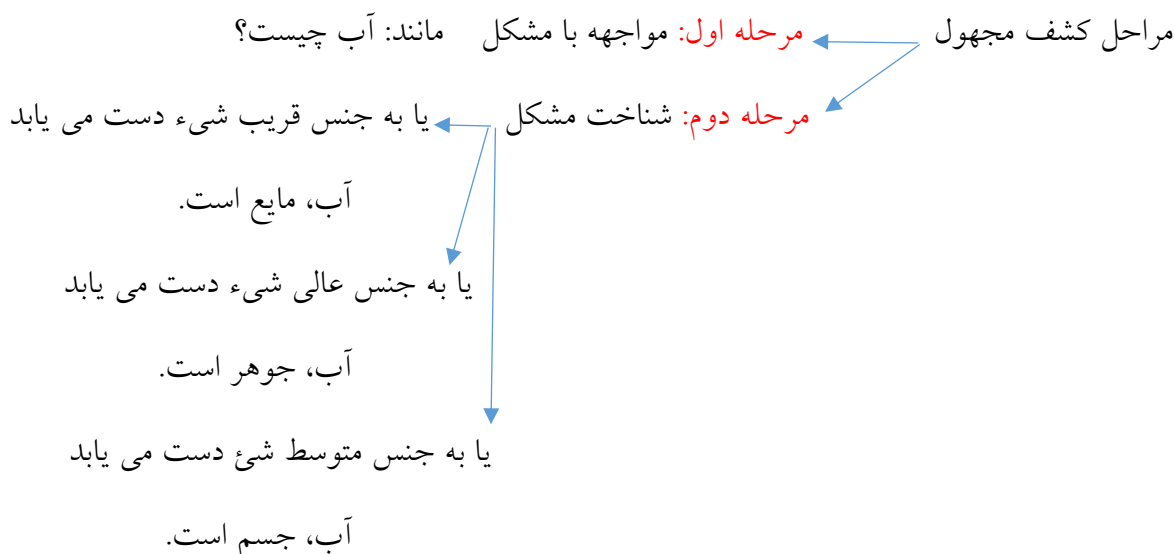 مراحل کشف مجهول مرحله اول: مواجهه با مشکل مانند: آب چیست؟
مرحله دوم: شناخت مشکل یا به جنس قریب شیء دست می یابد
آب، مایع است.
یا به جنس عالی شیء دست می یابد
آب، جوهر است.
یا به جنس متوسط شئ دست می یابد
آب، جسم است.